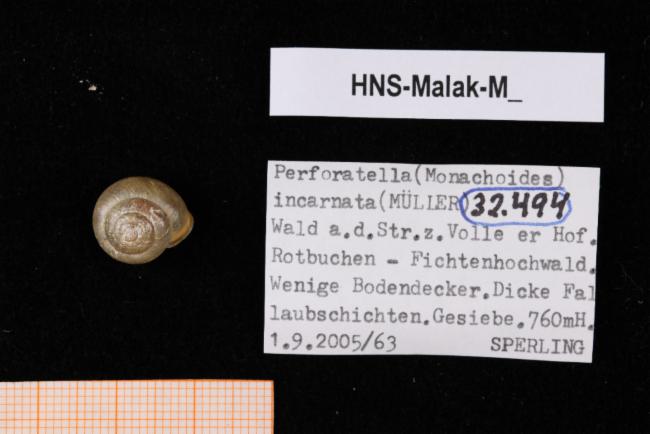 HNS-Malak-M_
Perforatella(Monachoides)
incarnata(MÜLLER) 32.494
Wald a.d.Str.z.Volle er Hof.
Rotbuchen - Fichtenhochwald.
Wenige Bodendecker.Dicke Fal
laubschichten.Gesiebe.760mH.
1.9.2005/63 SPERLING